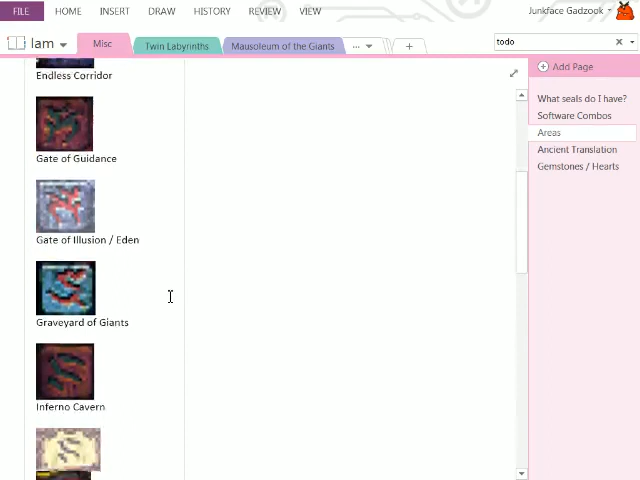 FILE HOME INSERT DRAW HISTORY REVIEW VIEW Junkface Gadzook
lam Misc Twin Labyrinths Mausoleum of the Giants ... + todo
Add Page
Endless Corridor
What seals do I have?
Software Combos
Areas
Ancient Translation
Gemstones / Hearts
Gate of Guidance
Gate of Illusion / Eden
Graveyard of Giants
Inferno Cavern